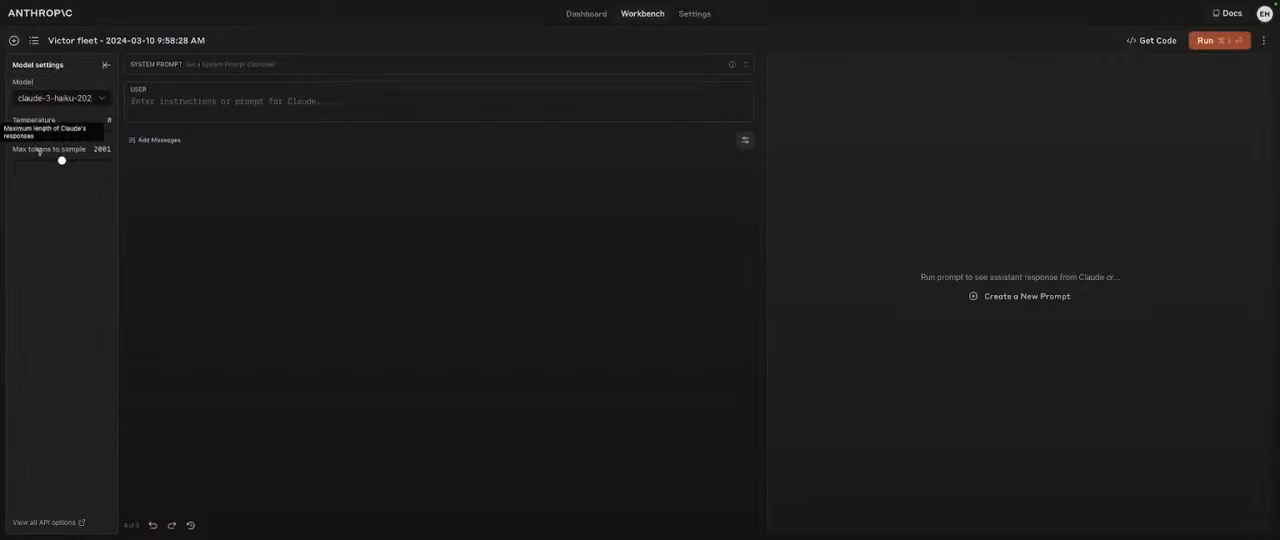 ANTHROP\C
Dashboard
Workbench
Settings
Docs
EH
Victor fleet - 2024-03-10 9:58:28 AM
Get Code
Run
Model settings
Model
claude-3-haiku-202
Temperature 0
Maximum length of Claude's
responses
Max tokens to sample 2001
View all API options
SYSTEM PROMPT Set a System Prompt (Optional)
USER
Enter instructions or prompt for Claude...
Add Messages
Run prompt to see assistant response from Claude or...
Create a New Prompt